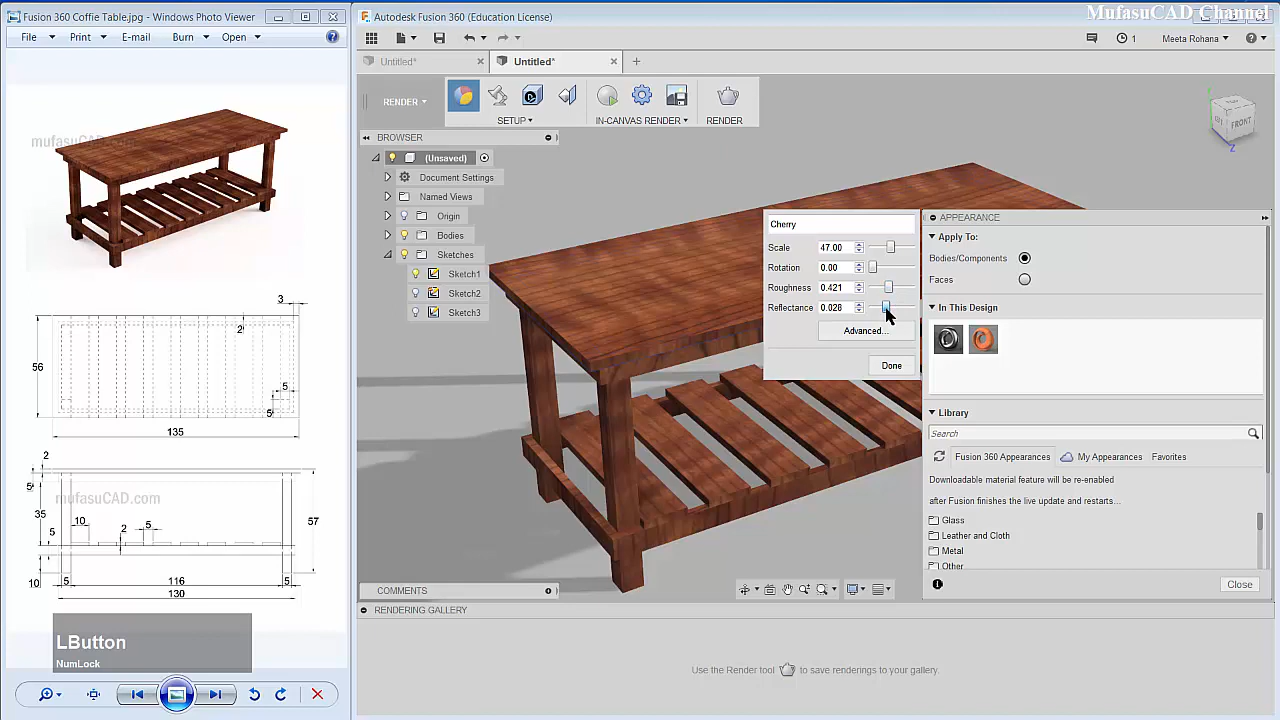 Fusion 360 Coffie Table.jpg - Windows Photo Viewer
File Print E-mail Burn Open
mufasuCAD.com
3
2
56
5
5
135
2
5
mufasuCAD.com
35
10
2
5
57
5
10
5
116
5
130
LButton
NumLock
Autodesk Fusion 360 (Education License)
MufasuCAD Channel
1
Meeta Rohana
Untitled*
Untitled*
RENDER
SETUP
IN-CANVAS RENDER
RENDER
BROWSER
(Unsaved)
Document Settings
Named Views
Origin
Bodies
Sketches
Sketch1
Sketch2
Sketch3
FRONT
Z
Cherry
Scale 47.00
Rotation 0.00
Roughness 0.421
Reflectance 0.028
Advanced...
Done
APPEARANCE
Apply To:
Bodies/Components
Faces
In This Design
Library
Search
Fusion 360 Appearances My Appearances Favorites
Downloadable material feature will be re-enabled
after Fusion finishes the live update and restarts...
Glass
Leather and Cloth
Metal
Other
Close
COMMENTS
RENDERING GALLERY
Use the Render tool to save renderings to your gallery.